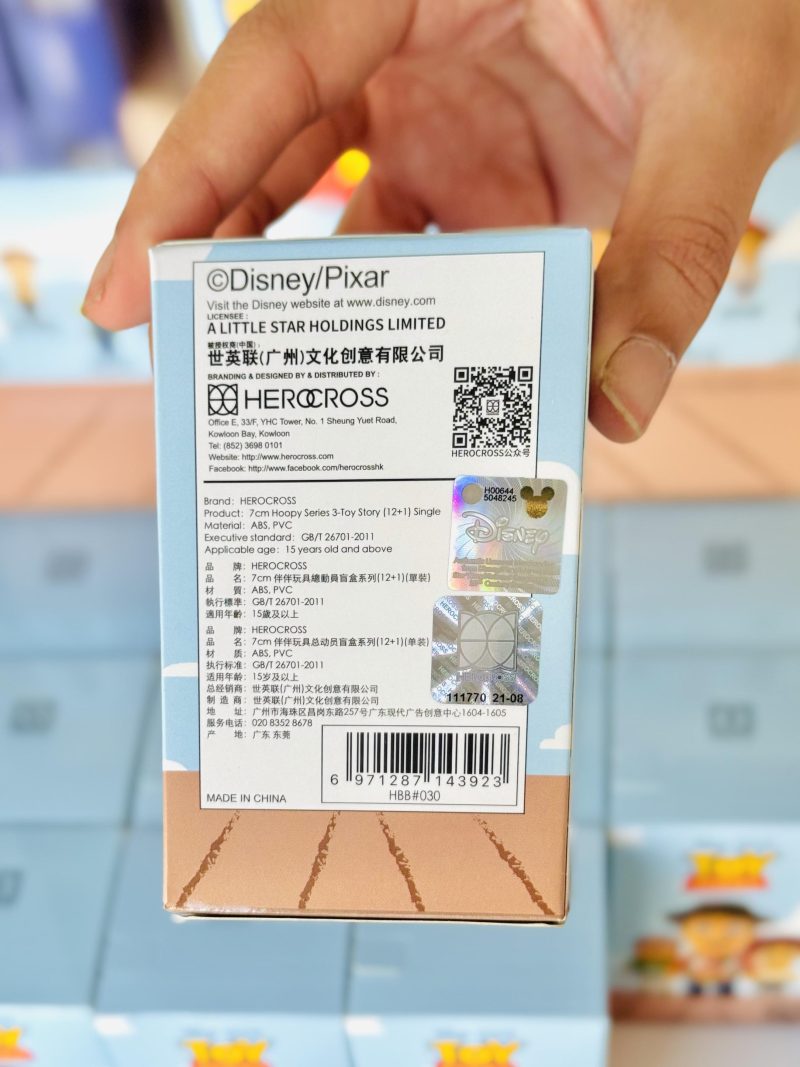 ©Disney/Pixar
Visit the Disney website at www.disney.com
LICENSEE :
A LITTLE STAR HOLDINGS LIMITED
被授权商(中国) :
世英联(广州)文化创意有限公司
BRANDING & DESIGNED BY & DISTRIBUTED BY :
HEROCROSS
Office E, 33/F, YHC Tower, No. 1 Sheung Yuet Road,
Kowloon Bay, Kowloon
Tel: (852) 3698 0101
Website: http://www.herocross.com
Facebook: http://www.facebook.com/herocrosshk
HEROCROSS公众号
Brand: HEROCROSS
Product: 7cm Hoopy Series 3-Toy Story (12+1) Single
Material: ABS, PVC
Executive standard: GB/T 26701-2011
Applicable age: 15 years old and above
品 牌: HEROCROSS
品 名: 7cm 伴伴玩具總動員盲盒系列(12+1)(單裝)
材 質: ABS, PVC
執行標準: GB/T 26701-2011
適用年齡: 15歲及以上
品 牌: HEROCROSS
品 名: 7cm 伴伴玩具总动员盲盒系列(12+1)(单装)
材 质: ABS, PVC
执行标准: GB/T 26701-2011
适用年龄: 15岁及以上
总经销商: 世英联(广州)文化创意有限公司
制 造 商: 世英联(广州)文化创意有限公司
地 址: 广州市海珠区昌岗东路257号广东现代广告创意中心1604-1605
服务电话: 020 8352 8678
产 地: 广东 东莞
H00644
5048245
Disney
111770 21-08
6 971287 143923
HBB#030
MADE IN CHINA
TOY
TOY
TOY